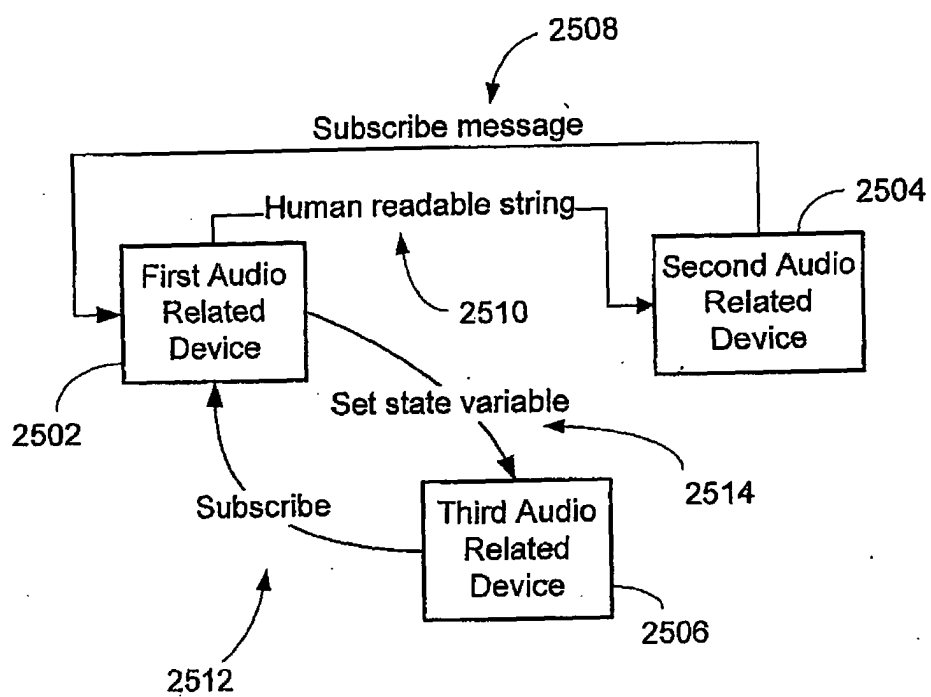 2508
Subscribe message
2504
Human readable string
First Audio
Related
Device
Second Audio
Related
Device
2510
2502
Set state variable
2514
Subscribe
Third Audio
Related
Device
2506
2512